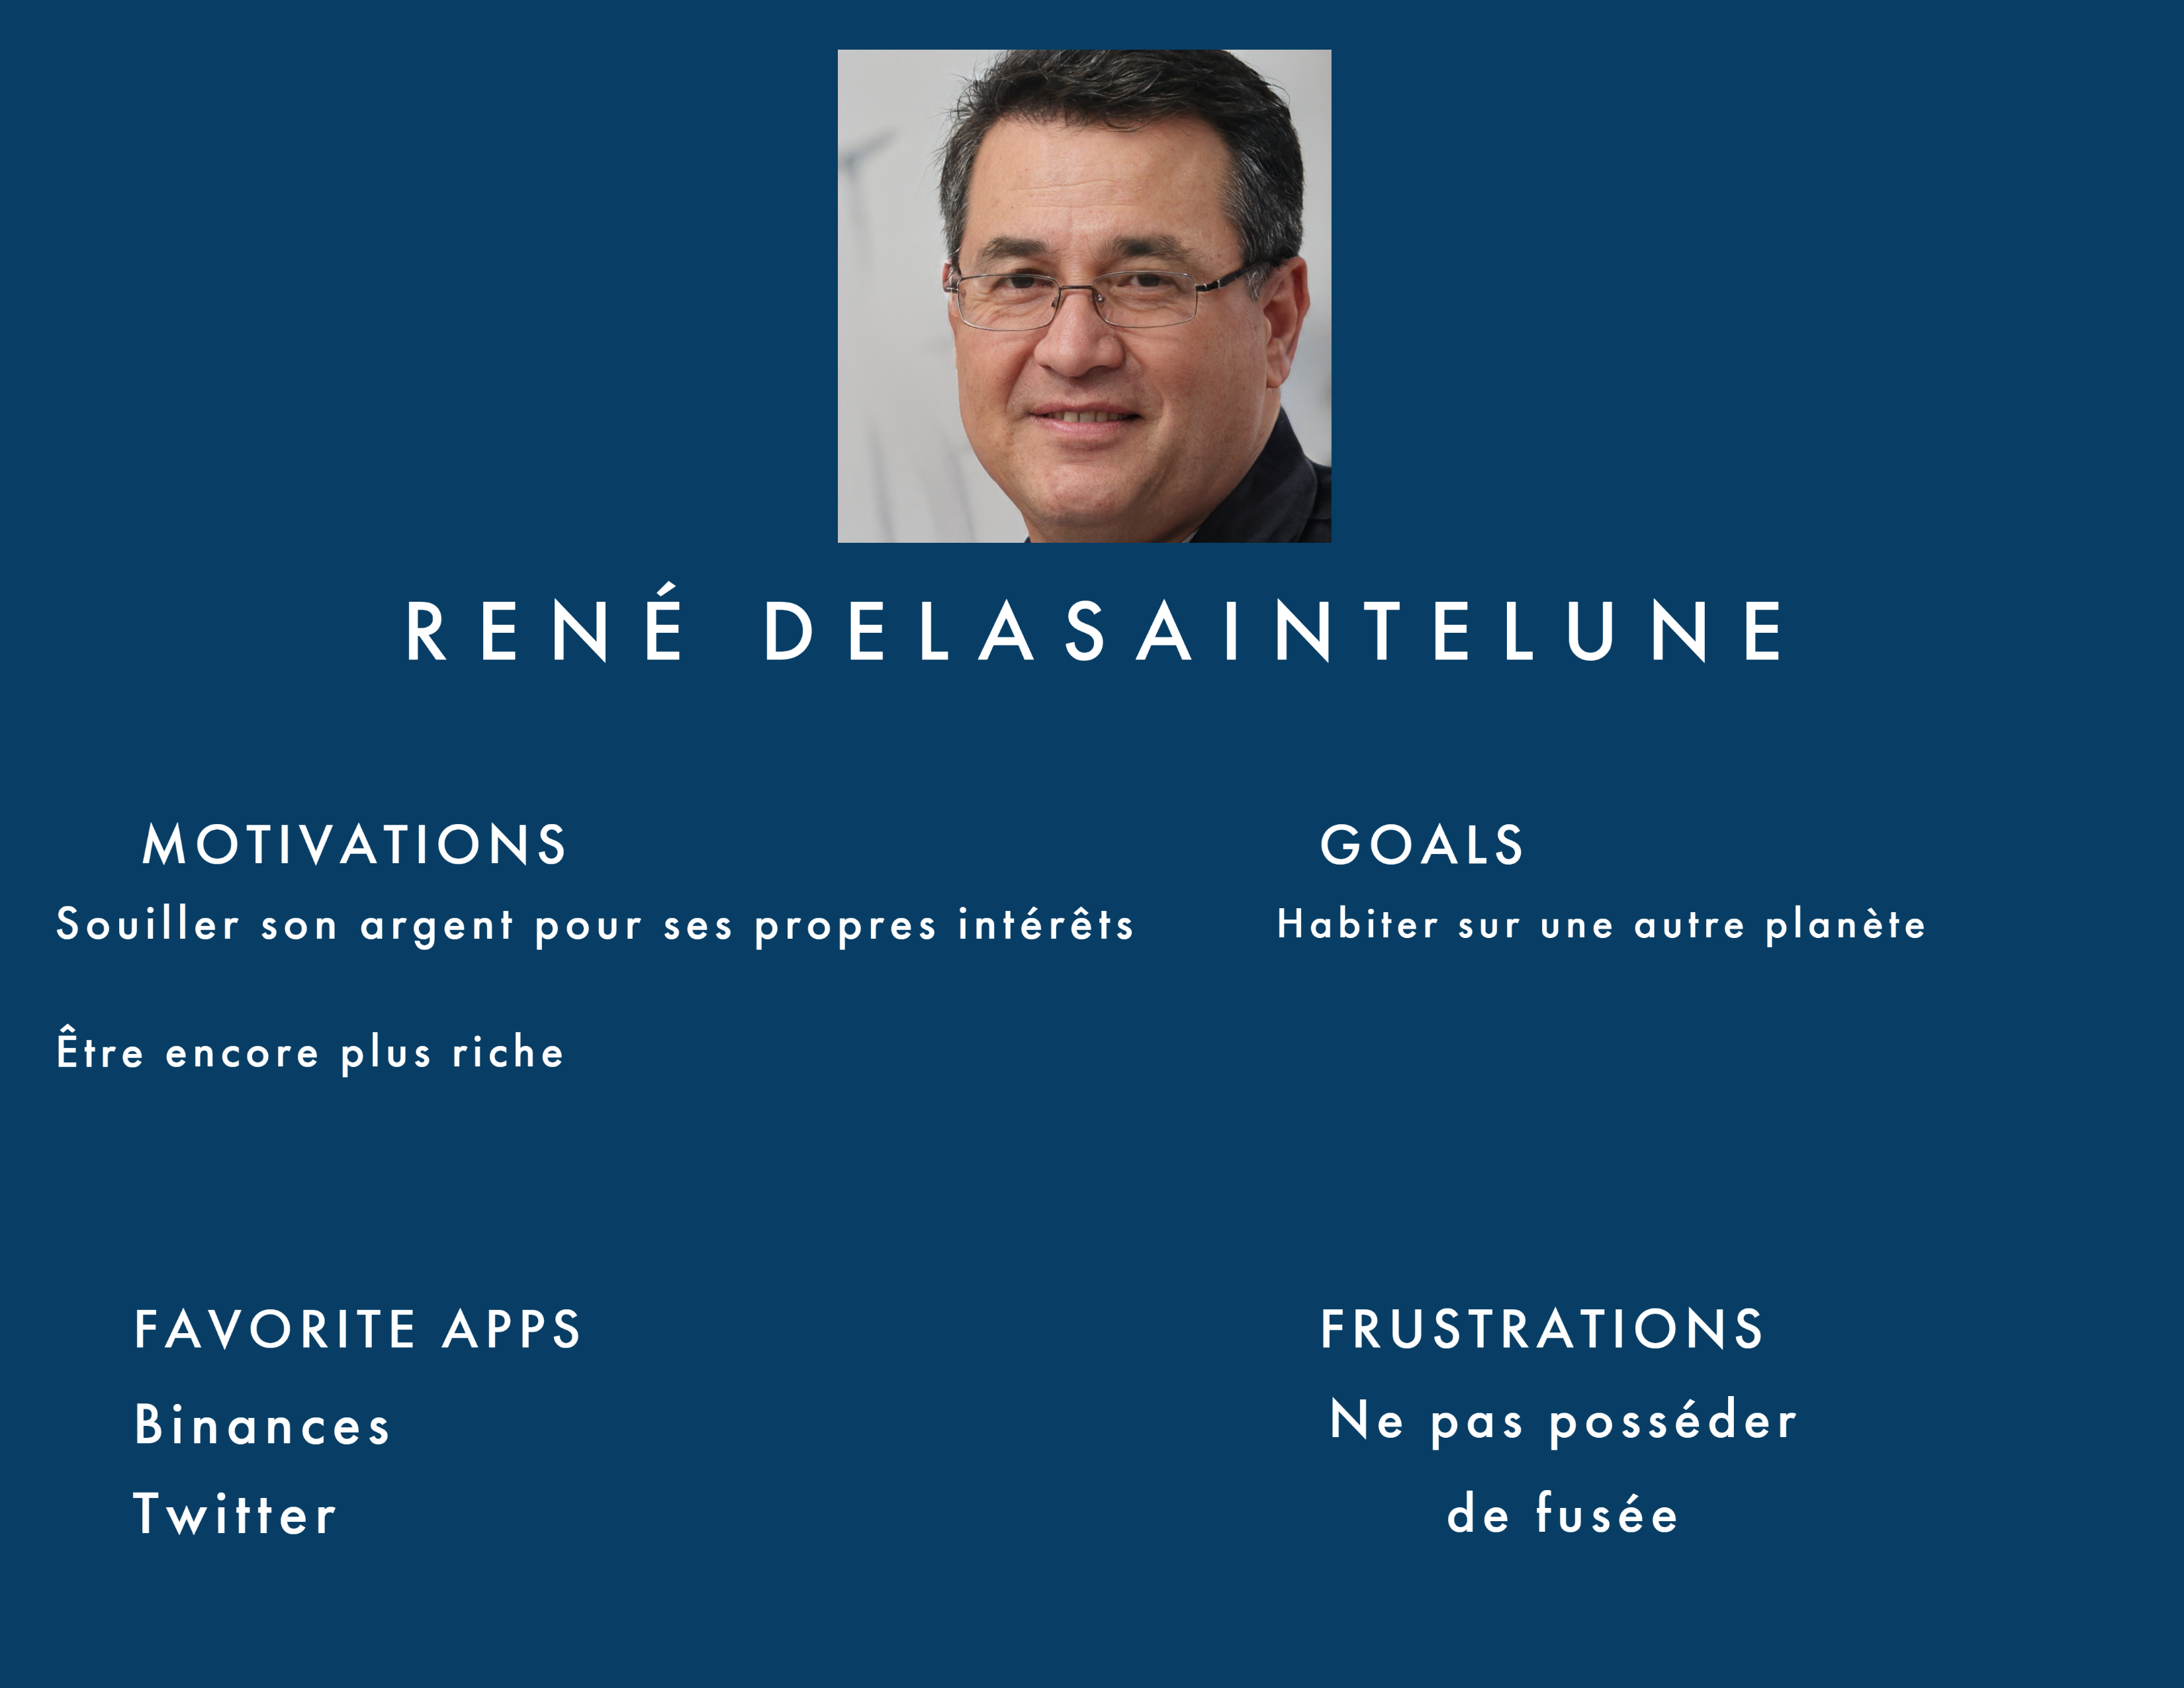 RENÉ DELASAINTELUNE
MOTIVATIONS
Souiller son argent pour ses propres intérêts
Être encore plus riche
GOALS
Habiter sur une autre planète
FAVORITE APPS
Binances
Twitter
FRUSTRATIONS
Ne pas posséder
de fusée